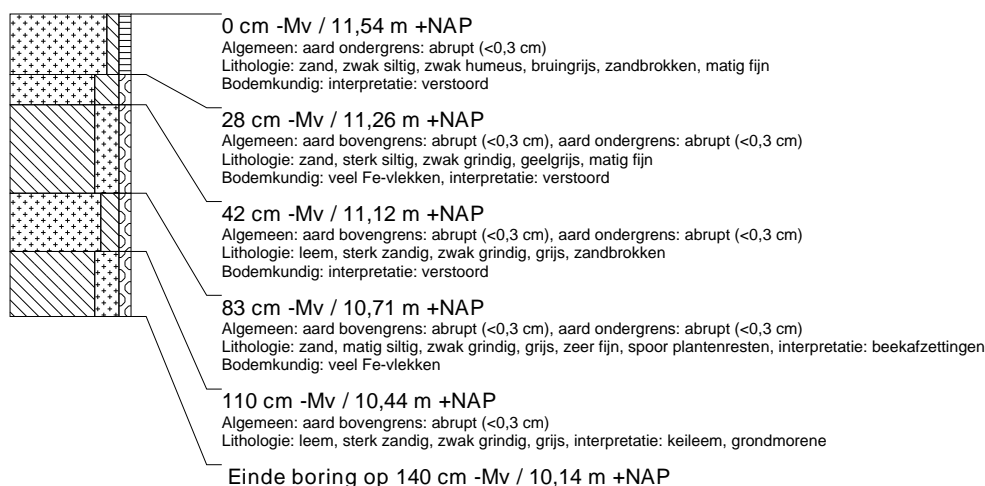 0 cm -Mv / 11,54 m +NAP
Algemeen: aard ondergrens: abrupt (<0,3 cm)
Lithologie: zand, zwak siltig, zwak humeus, bruingrijs, zandbrokken, matig fijn
Bodemkundig: interpretatie: verstoord
28 cm -Mv / 11,26 m +NAP
Algemeen: aard bovengrens: abrupt (<0,3 cm), aard ondergrens: abrupt (<0,3 cm)
Lithologie: zand, sterk siltig, zwak grindig, geelgrijs, matig fijn
Bodemkundig: veel Fe-vlekken, interpretatie: verstoord
42 cm -Mv / 11,12 m +NAP
Algemeen: aard bovengrens: abrupt (<0,3 cm), aard ondergrens: abrupt (<0,3 cm)
Lithologie: leem, sterk zandig, zwak grindig, grijs, zandbrokken
Bodemkundig: interpretatie: verstoord
83 cm -Mv / 10,71 m +NAP
Algemeen: aard bovengrens: abrupt (<0,3 cm), aard ondergrens: abrupt (<0,3 cm)
Lithologie: zand, matig siltig, zwak grindig, grijs, zeer fijn, spoor plantenresten, interpretatie: beekafzettingen
Bodemkundig: veel Fe-vlekken
110 cm -Mv / 10,44 m +NAP
Algemeen: aard bovengrens: abrupt (<0,3 cm)
Lithologie: leem, sterk zandig, zwak grindig, grijs, interpretatie: keileem, grondmorene
Einde boring op 140 cm -Mv / 10,14 m +NAP